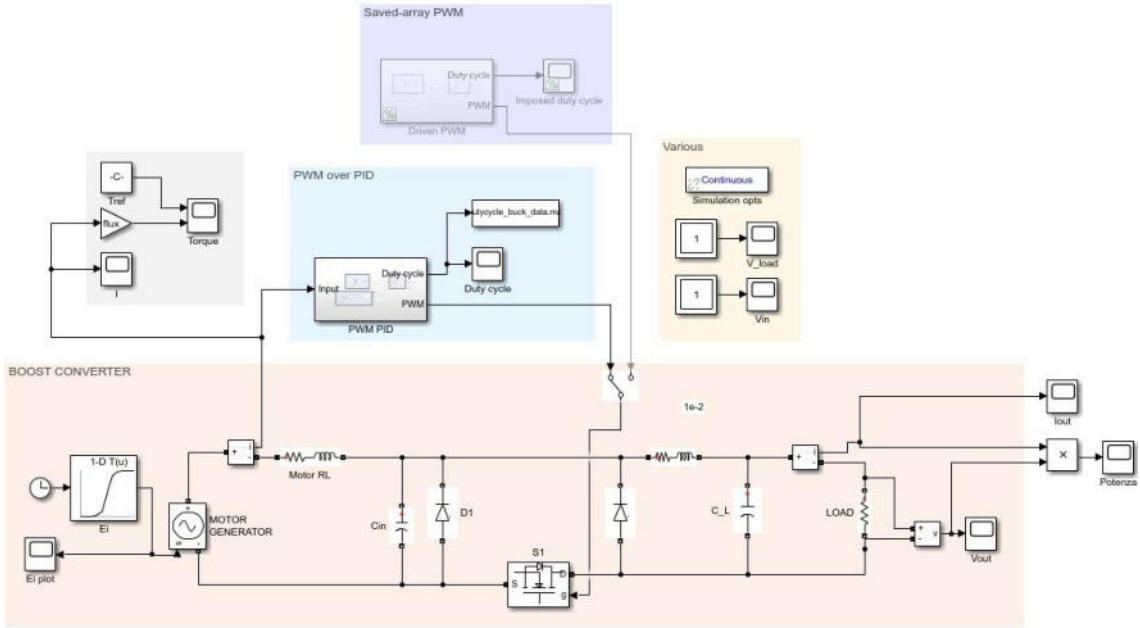 Saved-array PWM
Duty cycle
PWM
Imposed duty cycle
Driven PWM
Various
Continuous
Simulation opts
1
V_load
1
Vin
-C-
Tref
flux
Torque
I
PWM over PID
utycycle_buck_data.ma
Duty cycle
Input
Duty cycle
PWM
PWM PID
BOOST CONVERTER
1e-2
Iout
Potenza
1-D T(u)
Ei
Ei plot
MOTOR
GENERATOR
+
i
-
Motor RL
Cin
D1
S1
S
D
g
C_L
+
i
-
LOAD
+
-
v
Vout
×